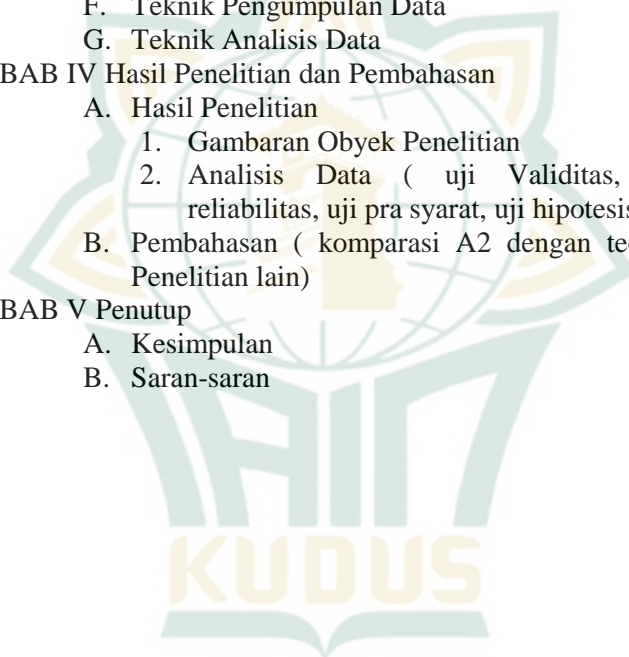 F. Teknik Pengumpulan Data
G. Teknik Analisis Data
BAB IV Hasil Penelitian dan Pembahasan
A. Hasil Penelitian
1. Gambaran Obyek Penelitian
2. Analisis Data ( uji Validitas,
reliabilitas, uji pra syarat, uji hipotesis
B. Pembahasan ( komparasi A2 dengan
Penelitian lain)
BAB V Penutup
A. Kesimpulan
B. Saran-saran
IAIN
KUDUS